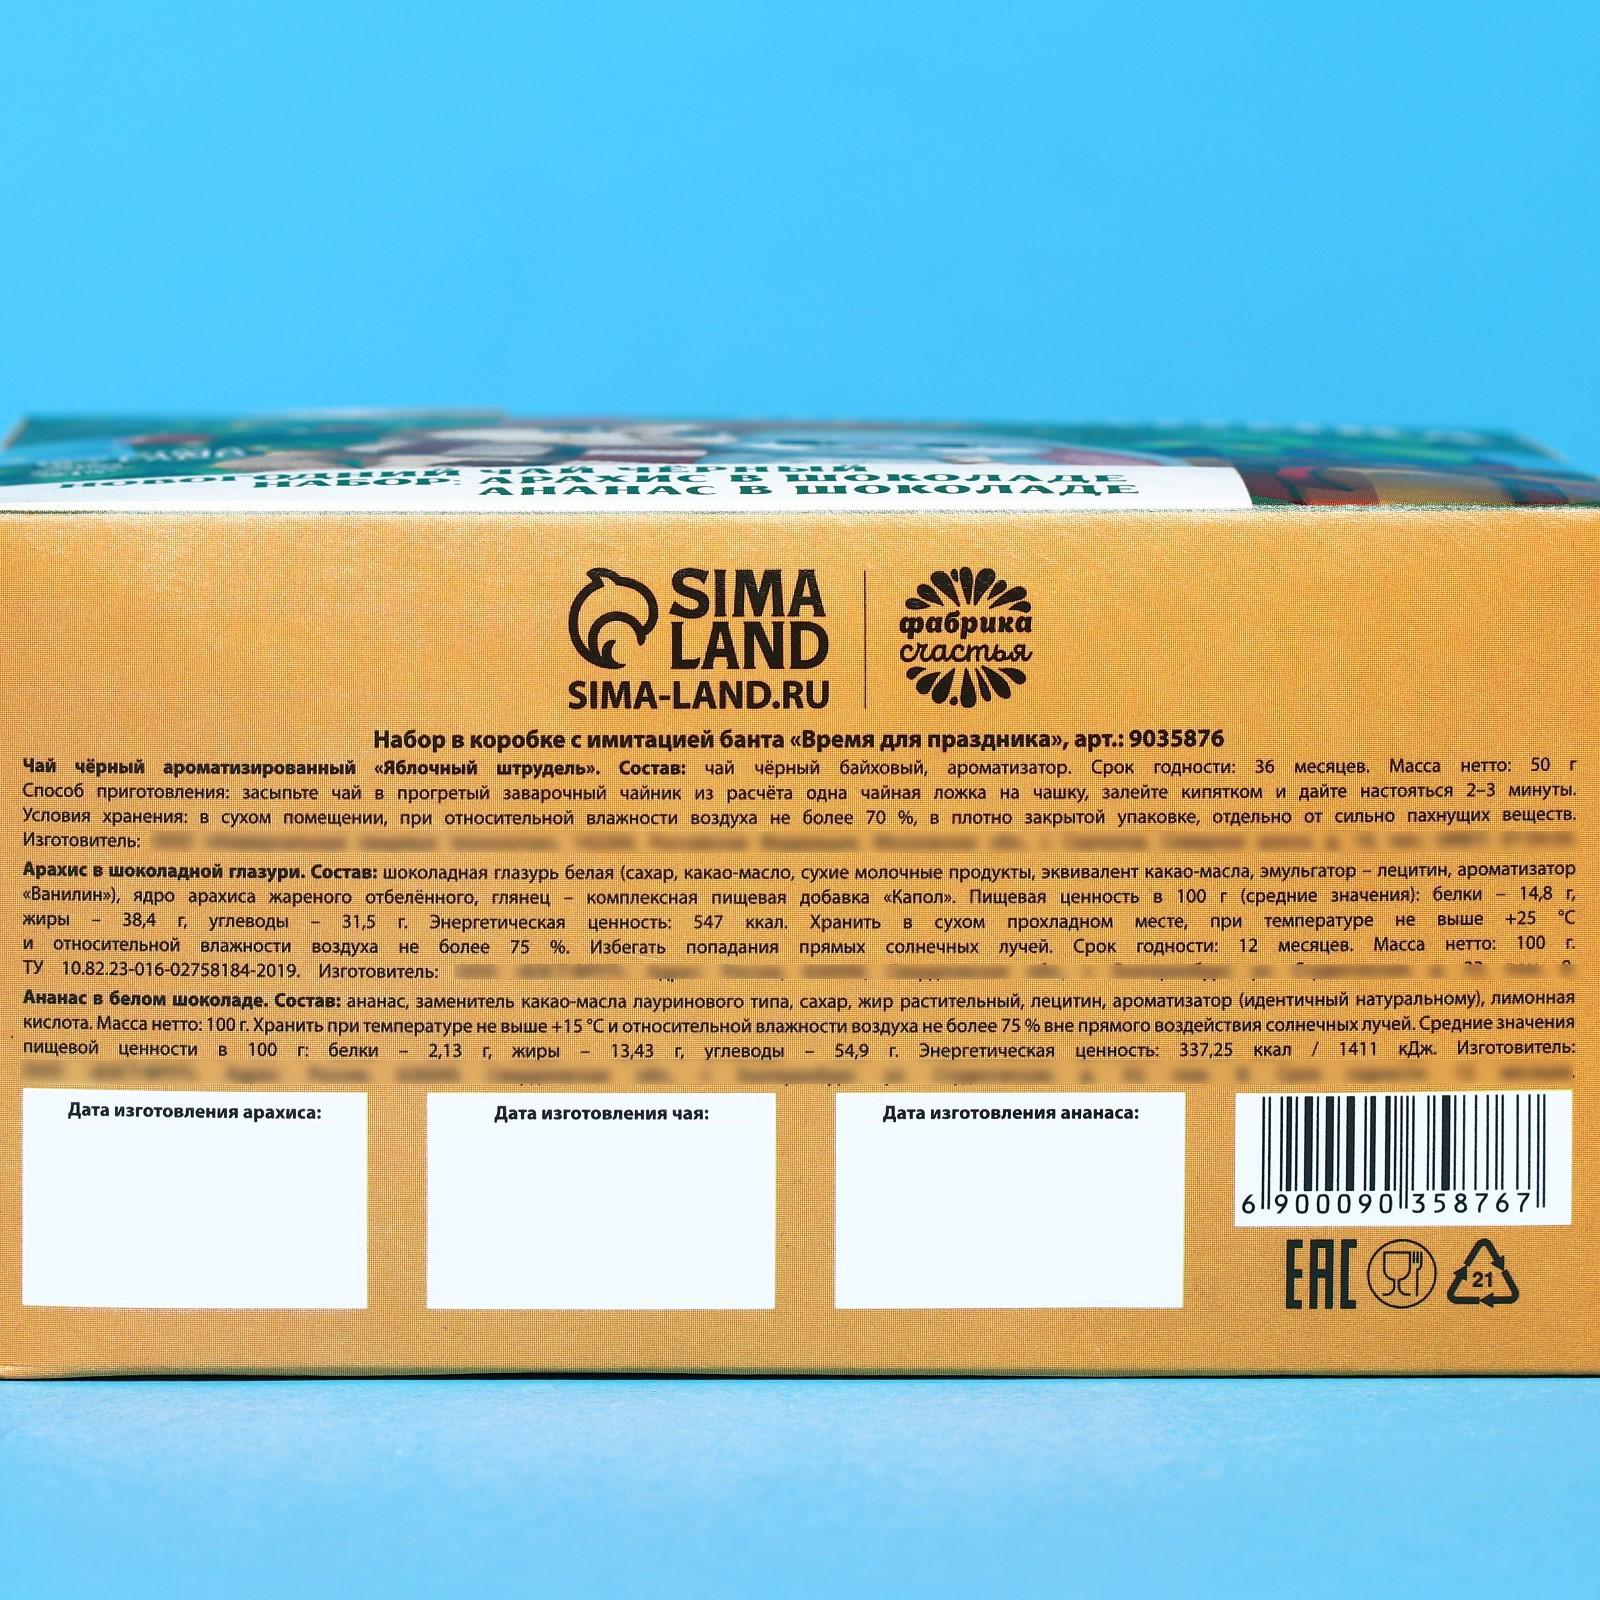 НОВОГОДНИЙ ЧАЙ ЧЁРНЫЙ
НАБОР: АРАХИС В ШОКОЛАДЕ
АНАНАС В ШОКОЛАДЕ
SIMA
LAND
SIMA-LAND.RU
фабрика
счастья
Набор в коробке с имитацией банта «Время для праздника», арт.: 9035876
Чай чёрный ароматизированный «Яблочный штрудель». Состав: чай чёрный байховый, ароматизатор. Срок годности: 36 месяцев. Масса нетто: 50 г
Способ приготовления: засыпьте чай в прогретый заварочный чайник из расчёта одна чайная ложка на чашку, залейте кипятком и дайте настояться 2–3 минуты.
Условия хранения: в сухом помещении, при относительной влажности воздуха не более 70 %, в плотно закрытой упаковке, отдельно от сильно пахнущих веществ.
Изготовитель:
Арахис в шоколадной глазури. Состав: шоколадная глазурь белая (сахар, какао-масло, сухие молочные продукты, эквивалент какао-масла, эмульгатор – лецитин, ароматизатор
«Ванилин»), ядро арахиса жареного отбелённого, глянец – комплексная пищевая добавка «Капол». Пищевая ценность в 100 г (средние значения): белки – 14,8 г,
жиры – 38,4 г, углеводы – 31,5 г. Энергетическая ценность: 547 ккал. Хранить в сухом прохладном месте, при температуре не выше +25 °С
и относительной влажности воздуха не более 75 %. Избегать попадания прямых солнечных лучей. Срок годности: 12 месяцев. Масса нетто: 100 г.
ТУ 10.82.23-016-02758184-2019. Изготовитель:
Ананас в белом шоколаде. Состав: ананас, заменитель какао-масла лауринового типа, сахар, жир растительный, лецитин, ароматизатор (идентичный натуральному), лимонная
кислота. Масса нетто: 100 г. Хранить при температуре не выше +15 °С и относительной влажности воздуха не более 75 % вне прямого воздействия солнечных лучей. Средние значения
пищевой ценности в 100 г: белки – 2,13 г, жиры – 13,43 г, углеводы – 54,9 г. Энергетическая ценность: 337,25 ккал / 1411 кДж. Изготовитель:
Дата изготовления арахиса:
Дата изготовления чая:
Дата изготовления ананаса:
6 900090 358767
EAC
21